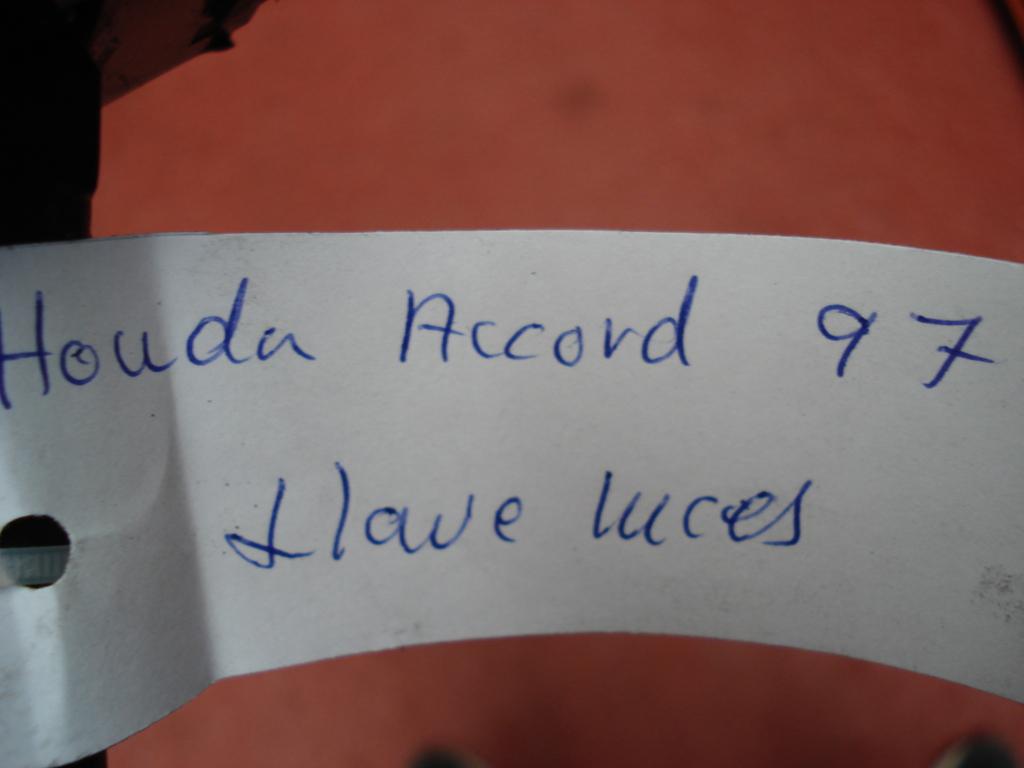 Honda Accord 97
Llave luces